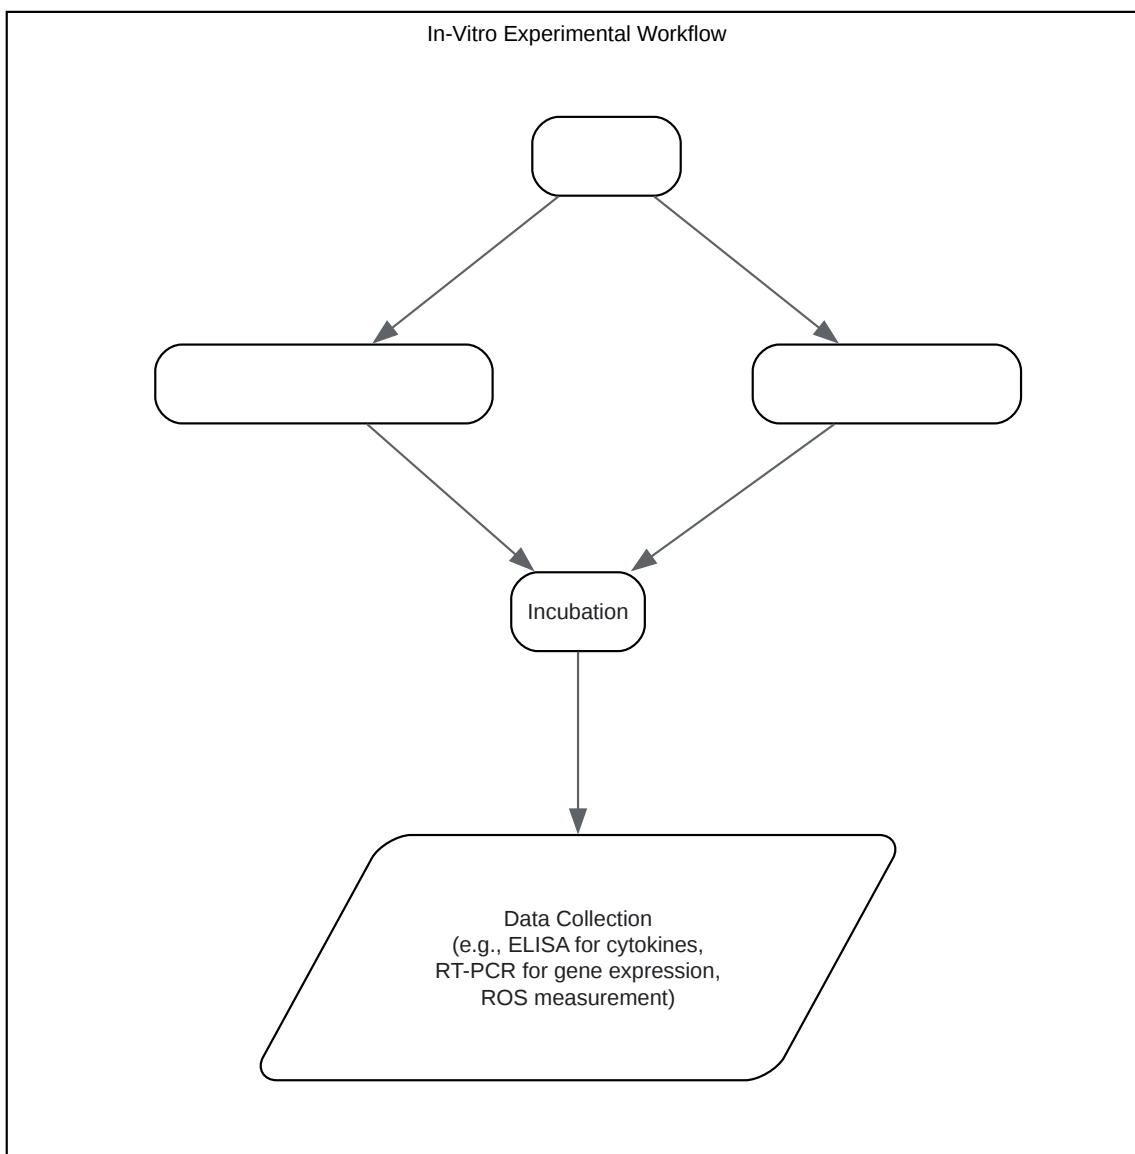 In-Vitro Experimental Workflow
Incubation
Data Collection
(e.g., ELISA for cytokines,
RT-PCR for gene expression,
ROS measurement)